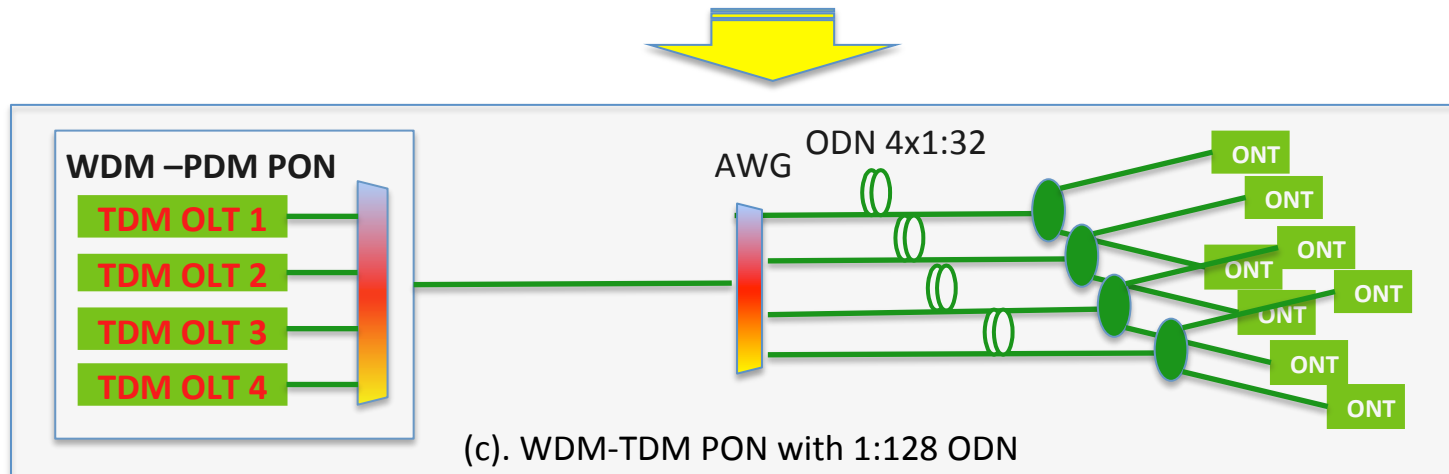 WDM –PDM PON
TDM OLT 1
TDM OLT 2
TDM OLT 3
TDM OLT 4
AWG
ODN 4x1:32
ONT
ONT
ONT
ONT
ONT
ONT
ONT
ONT
(c). WDM-TDM PON with 1:128 ODN